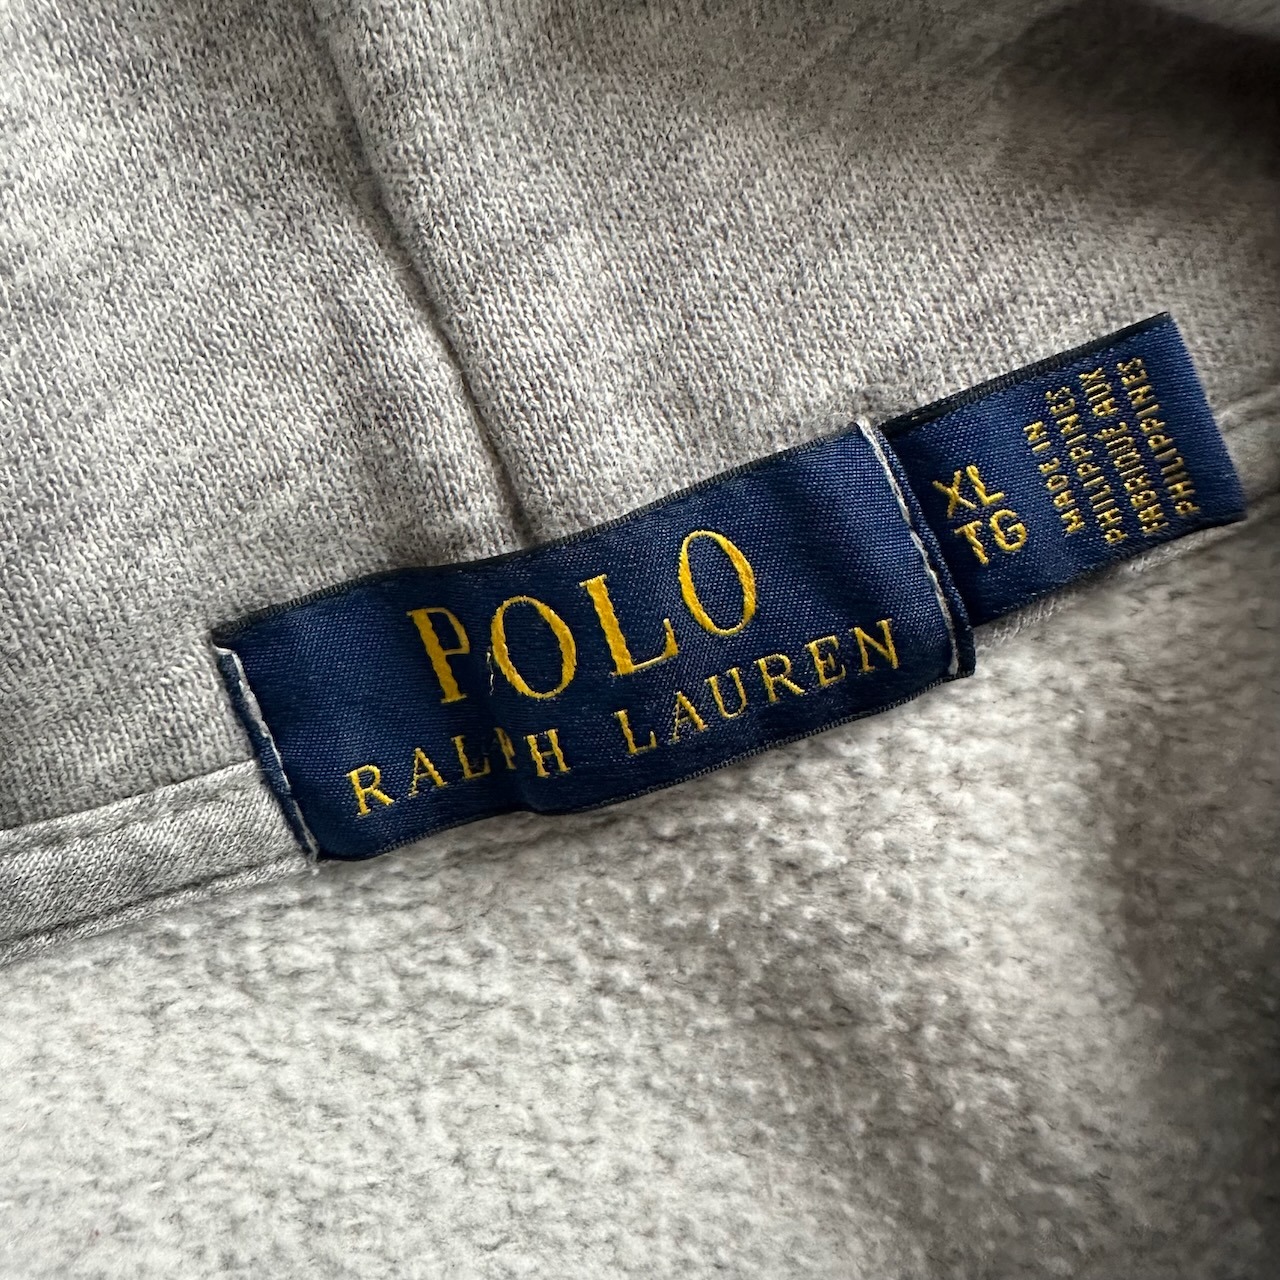 POLO
RALPH LAUREN
XL
TG
MADE IN
PHILIPPINES
FABRIQUÉ AUX
PHILIPPINES